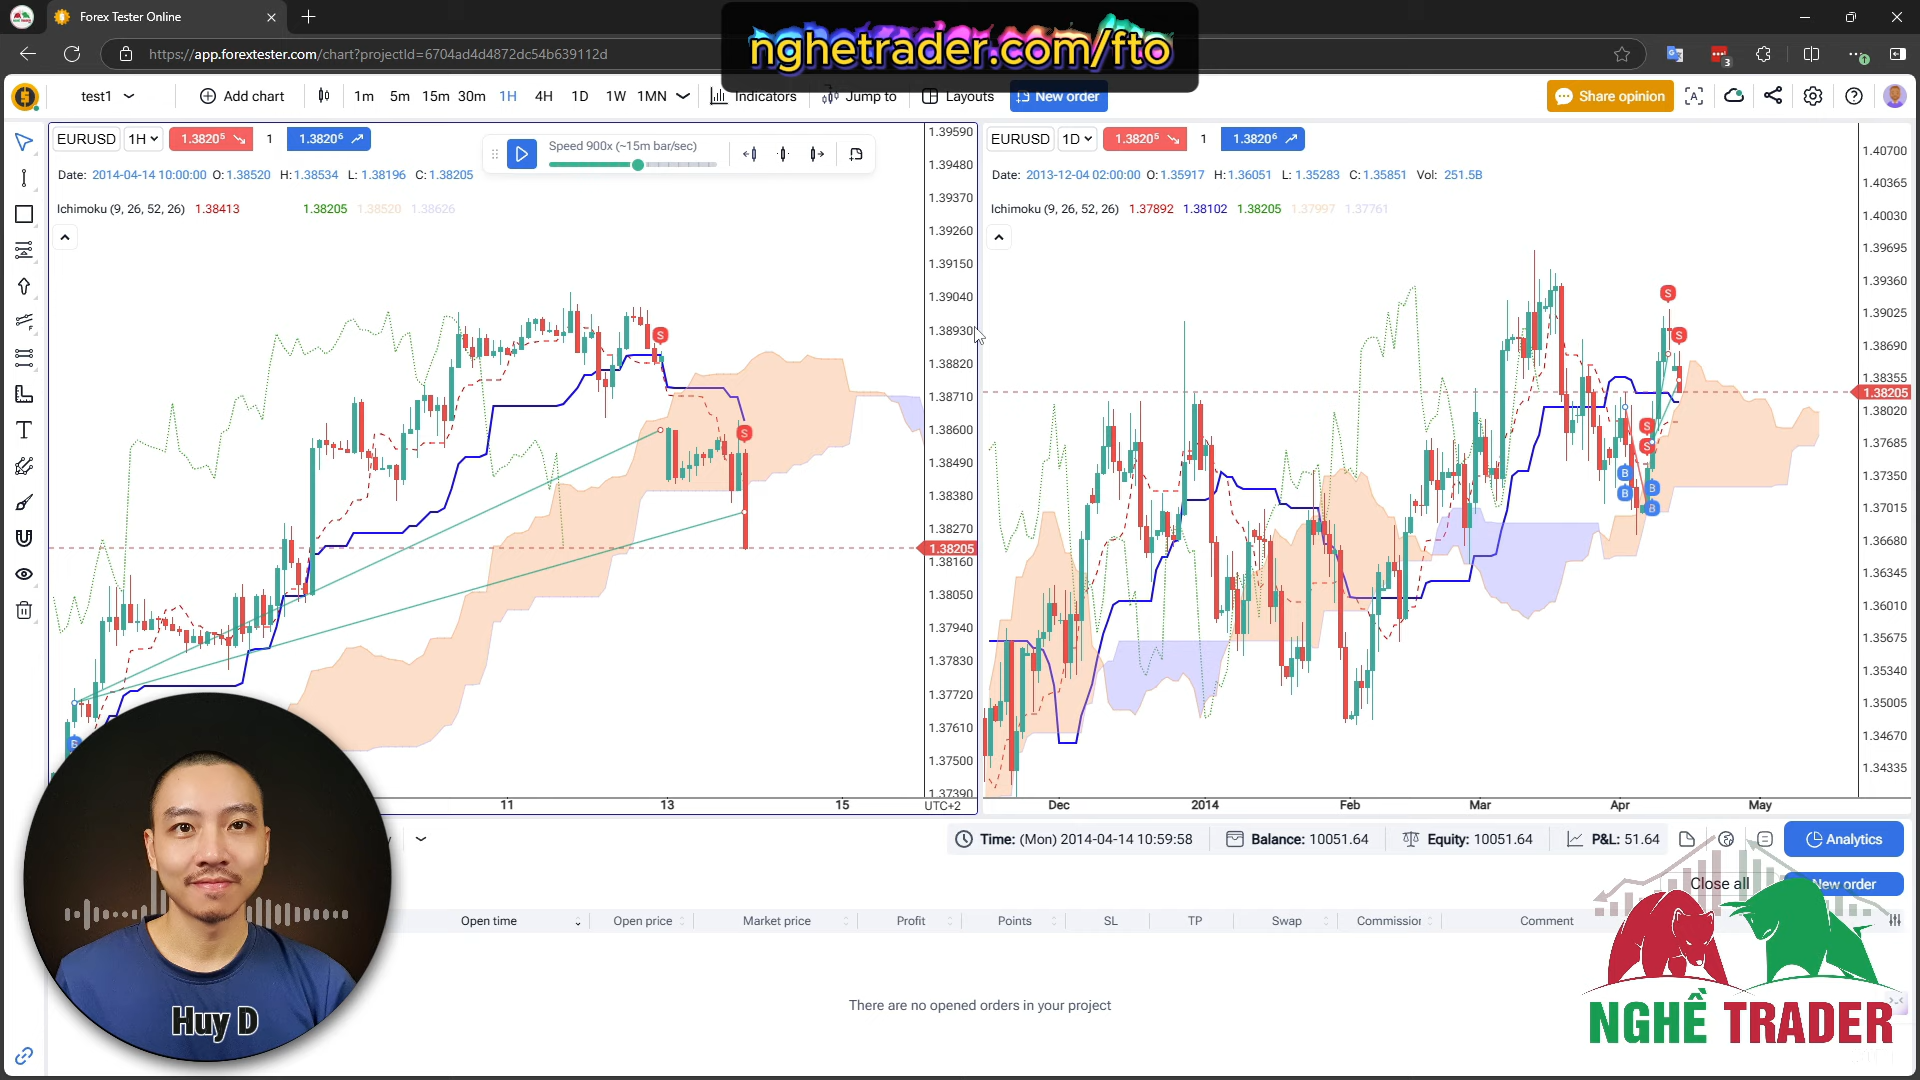 Forex Tester Online
https://app.forextester.com/chart?projectId=6704ad4d4872dc54b639112d
nghetrader.com/fto
3
1
test1
Add chart
1m 5m 15m 30m 1H 4H 1D 1W 1MN
Indicators
Jump to
Layouts
New order
Share opinion
EURUSD 1H 1.3820⁵ 1 1.3820⁶
Speed 900x (~15m bar/sec)
Date: 2014-04-14 10:00:00 O: 1.38520 H: 1.38534 L: 1.38196 C: 1.38205
Ichimoku (9, 26, 52, 26) 1.38413 1.38205 1.38520 1.38626
1.39590
1.39480
1.39370
1.39260
1.39150
1.39040
1.38930
1.38820
1.38710
1.38600
1.38490
1.38380
1.38270
1.38205
1.38160
1.38050
1.37940
1.37830
1.37720
1.37610
1.37500
1.37390
S
S
B
11 13 15 UTC+2
EURUSD 1D 1.3820⁵ 1 1.3820⁶
Date: 2013-12-04 02:00:00 O: 1.35917 H: 1.36051 L: 1.35283 C: 1.35851 Vol: 251.5B
Ichimoku (9, 26, 52, 26) 1.37892 1.38102 1.38205 1.37997 1.37761
1.40700
1.40365
1.40030
1.39695
1.39360
1.39025
1.38690
1.38355
1.38205
1.38020
1.37685
1.37350
1.37015
1.36680
1.36345
1.36010
1.35675
1.35340
1.35005
1.34670
1.34335
S
S
S
S
B
B
B
B
Dec 2014 Feb Mar Apr May
Time: (Mon) 2014-04-14 10:59:58
Balance: 10051.64
Equity: 10051.64
P&L: 51.64
Analytics
Close all
New order
Open time Open price Market price Profit Points SL TP Swap Commission Comment
There are no opened orders in your project
Huy D
NGHỀ TRADER